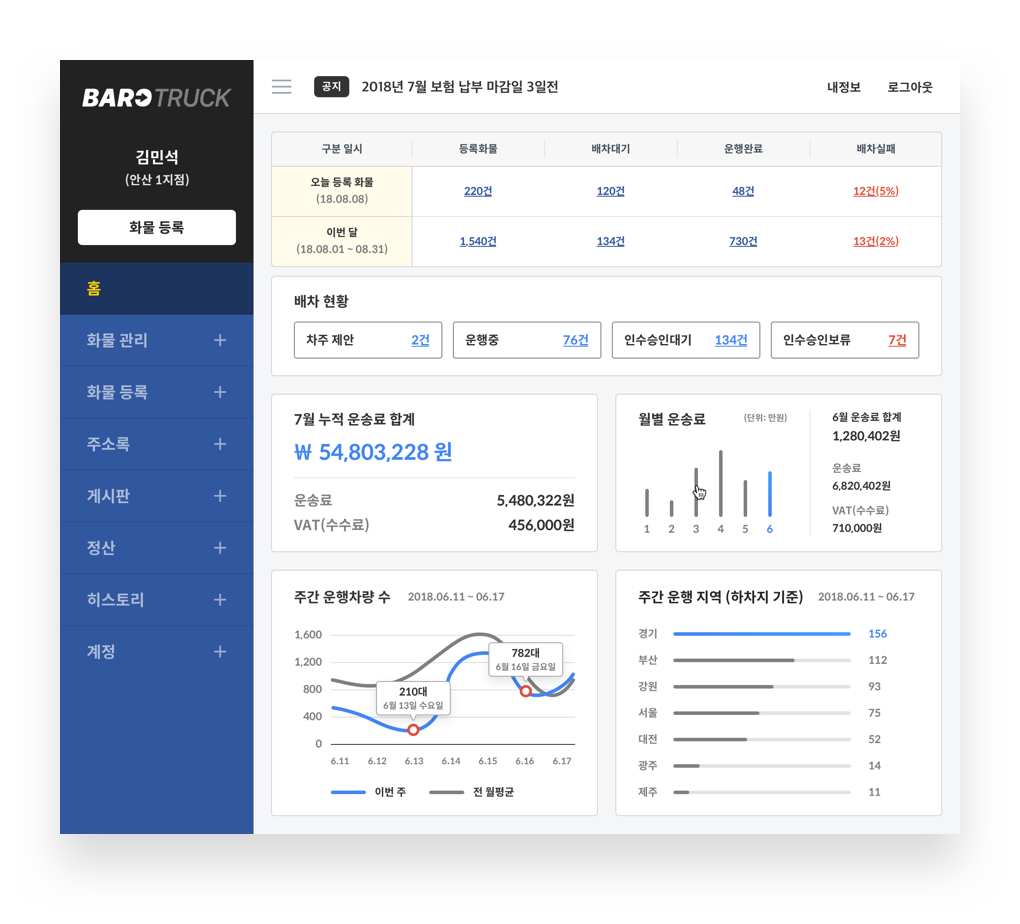 BAROTRUCK
김민석
(안산 1지점)
화물 등록
홈
화물 관리
화물 등록
주소록
게시판
정산
히스토리
계정
공지 2018년 7월 보험 납부 마감일 3일전 내정보 로그아웃
구분 일시 등록화물 배차대기 운행완료 배차실패
오늘 등록 화물
(18.08.08) 220건 120건 48건 12건(5%)
이번 달
(18.08.01 ~ 08.31) 1,540건 134건 730건 13건(2%)
배차 현황
차주 제안 2건 운행중 76건 인수승인대기 134건 인수승인보류 7건
7월 누적 운송료 합계
₩ 54,803,228 원
운송료 5,480,322원
VAT(수수료) 456,000원
월별 운송료 (단위: 만원)
1 2 3 4 5 6
6월 운송료 합계
1,280,402원
운송료
6,820,402원
VAT(수수료)
710,000원
주간 운행차량 수 2018.06.11 ~ 06.17
1,600
1,200
800
400
0
782대
6월 16일 금요일
210대
6월 13일 수요일
6.11 6.12 6.13 6.14 6.15 6.16 6.17
이번 주 전 월평균
주간 운행 지역 (하차지 기준) 2018.06.11 ~ 06.17
경기 156
부산 112
강원 93
서울 75
대전 52
광주 14
제주 11